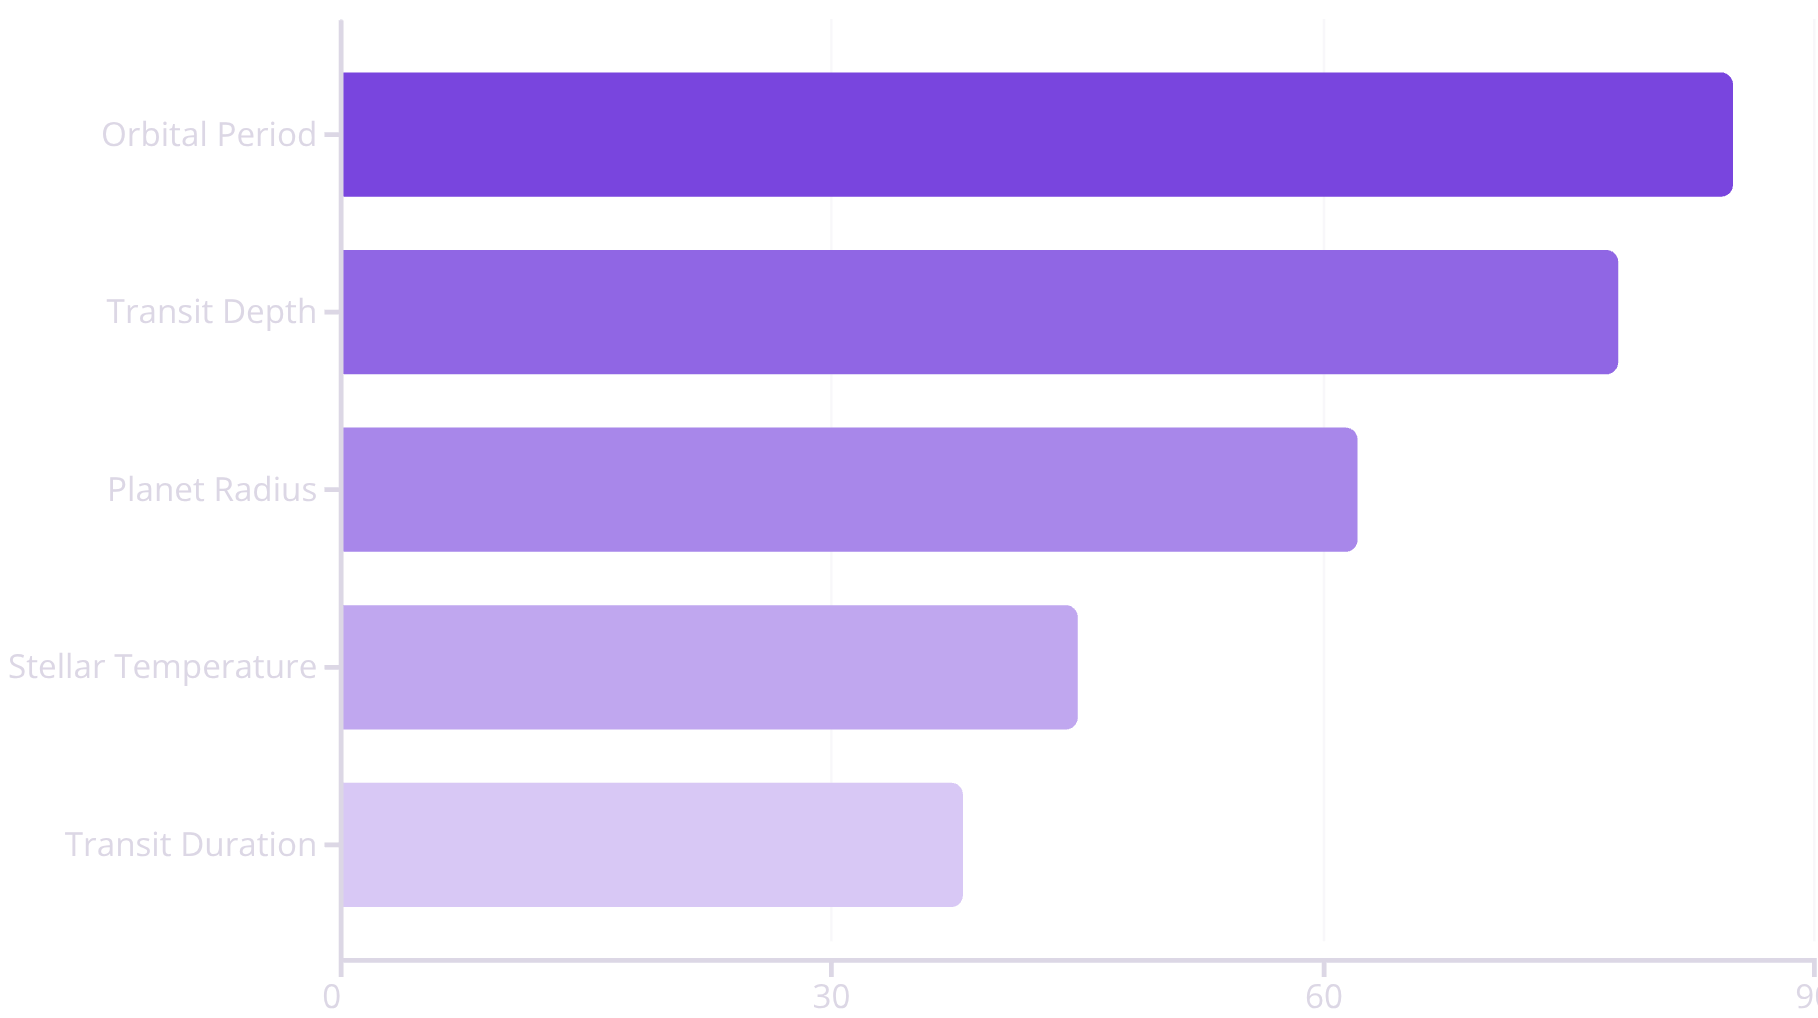 Orbital Period
Transit Depth
Planet Radius
Stellar Temperature
Transit Duration
0 30 60